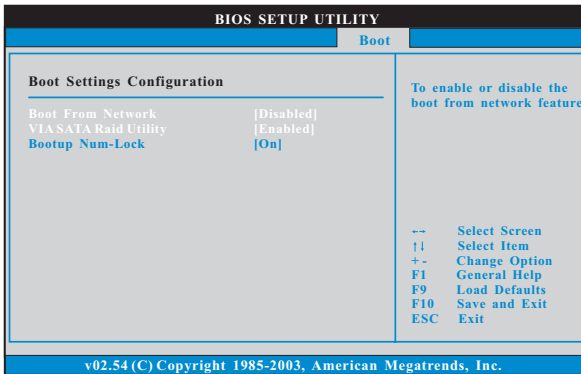 BIOS SETUP UTILITY
Boot
Boot Settings Configuration
Boot From Network [Disabled]
VIA SATA Raid Utility [Enabled]
Bootup Num-Lock [On]
To enable or disable the
boot from network feature
←→ Select Screen
↑↓ Select Item
+ - Change Option
F1 General Help
F9 Load Defaults
F10 Save and Exit
ESC Exit
v02.54 (C) Copyright 1985-2003, American Megatrends, Inc.